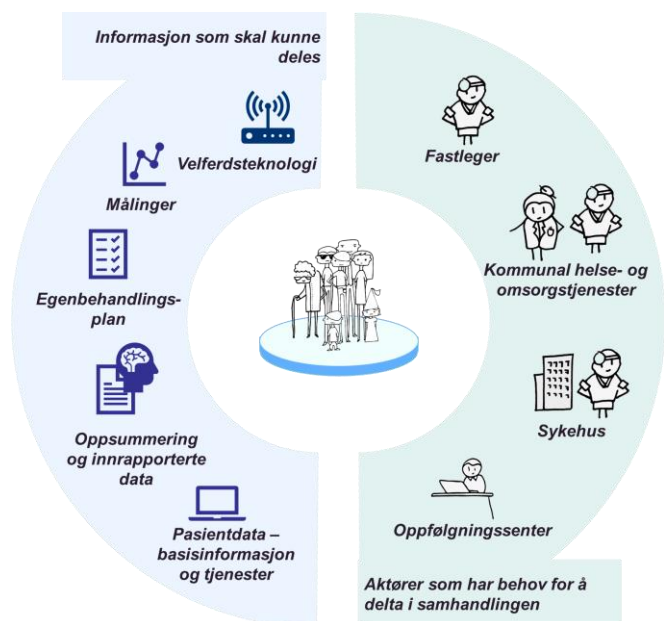 Informasjon som skal kunne
deles
Velferdsteknologi
Målinger
Egenbehandlings-
plan
Oppsummering
og innrapporterte
data
Pasientdata –
basisinformasjon
og tjenester
Fastleger
Kommunal helse- og
omsorgstjenester
Sykehus
Oppfølgningssenter
Aktører som har behov for å
delta i samhandlingen